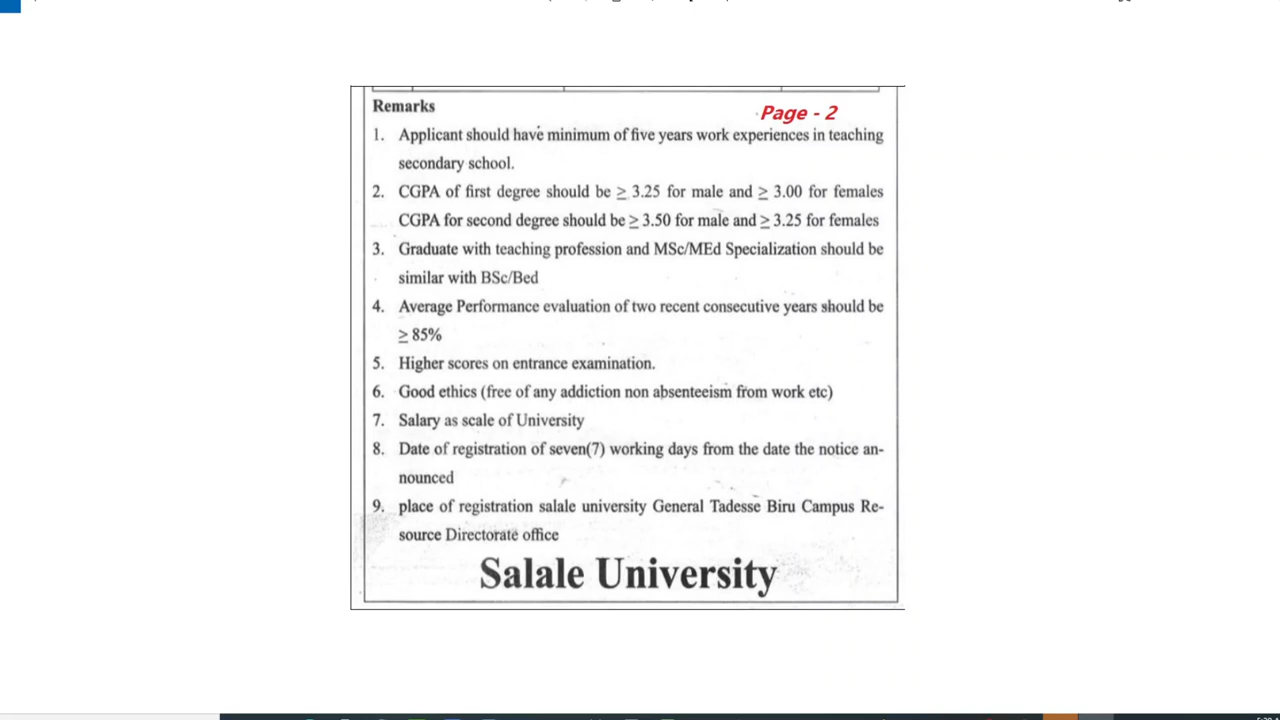 Remarks
Page - 2
1. Applicant should have minimum of five years work experiences in teaching
secondary school.
2. CGPA of first degree should be ≥ 3.25 for male and ≥ 3.00 for females
CGPA for second degree should be ≥ 3.50 for male and ≥ 3.25 for females
3. Graduate with teaching profession and MSc/MEd Specialization should be
similar with BSc/Bed
4. Average Performance evaluation of two recent consecutive years should be
≥ 85%
5. Higher scores on entrance examination.
6. Good ethics (free of any addiction non absenteeism from work etc)
7. Salary as scale of University
8. Date of registration of seven(7) working days from the date the notice an-
nounced
9. place of registration salale university General Tadesse Biru Campus Re-
source Directorate office
Salale University